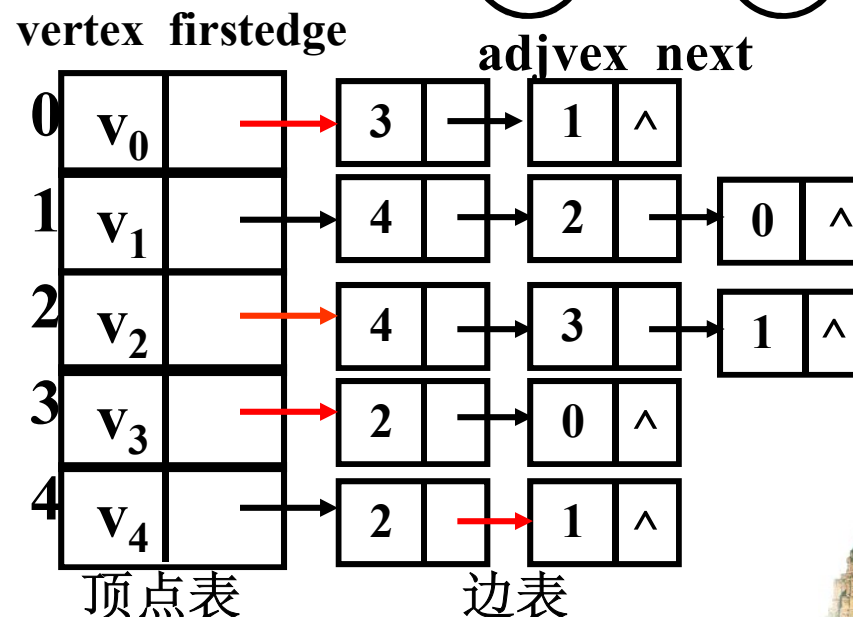 vertex firstedge
adjvex next
0 v0 3 1 ^
1 v1 4 2 0 ^
2 v2 4 3 1 ^
3 v3 2 0 ^
4 v4 2 1 ^
顶点表 边表